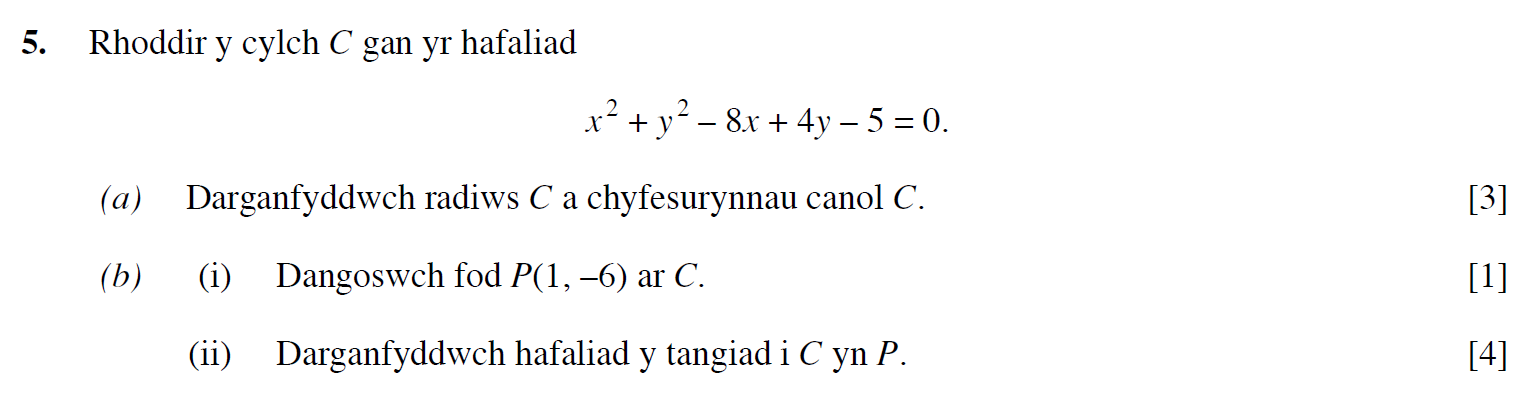 5. Rhoddir y cylch C gan yr hafaliad
x² + y² – 8x + 4y – 5 = 0.
(a) Darganfyddwch radiws C a chyfesurynnau canol C. [3]
(b) (i) Dangoswch fod P(1, –6) ar C. [1]
(ii) Darganfyddwch hafaliad y tangiad i C yn P. [4]